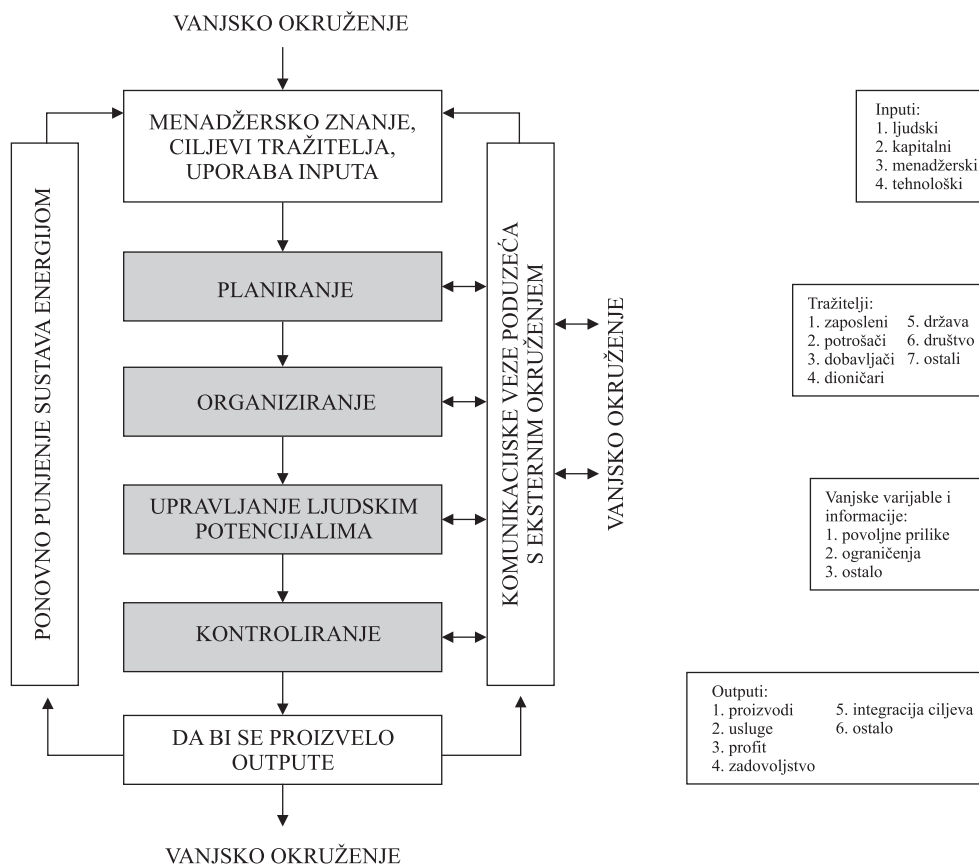 VANJSKO OKRUŽENJE
MENADŽERSKO ZNANJE,
CILJEVI TRAŽITELJA,
UPORABA INPUTA
PLANIRANJE
ORGANIZIRANJE
UPRAVLJANJE LJUDSKIM
POTENCIJALIMA
KONTROLIRANJE
DA BI SE PROIZVELO
OUTPUTE
VANJSKO OKRUŽENJE
PONOVNO PUNJENJE SUSTAVA ENERGIJOM
KOMUNIKACIJSKE VEZE PODUZEĆA
S EKSTERNIM OKRUŽENJEM
VANJSKO OKRUŽENJE
Inputi:
1. ljudski
2. kapitalni
3. menadžerski
4. tehnološki
Tražitelji:
1. zaposleni 5. država
2. potrošači 6. društvo
3. dobavljači 7. ostali
4. dioničari
Vanjske varijable i
informacije:
1. povoljne prilike
2. ograničenja
3. ostalo
Outputi:
1. proizvodi 5. integracija ciljeva
2. usluge 6. ostalo
3. profit
4. zadovoljstvo